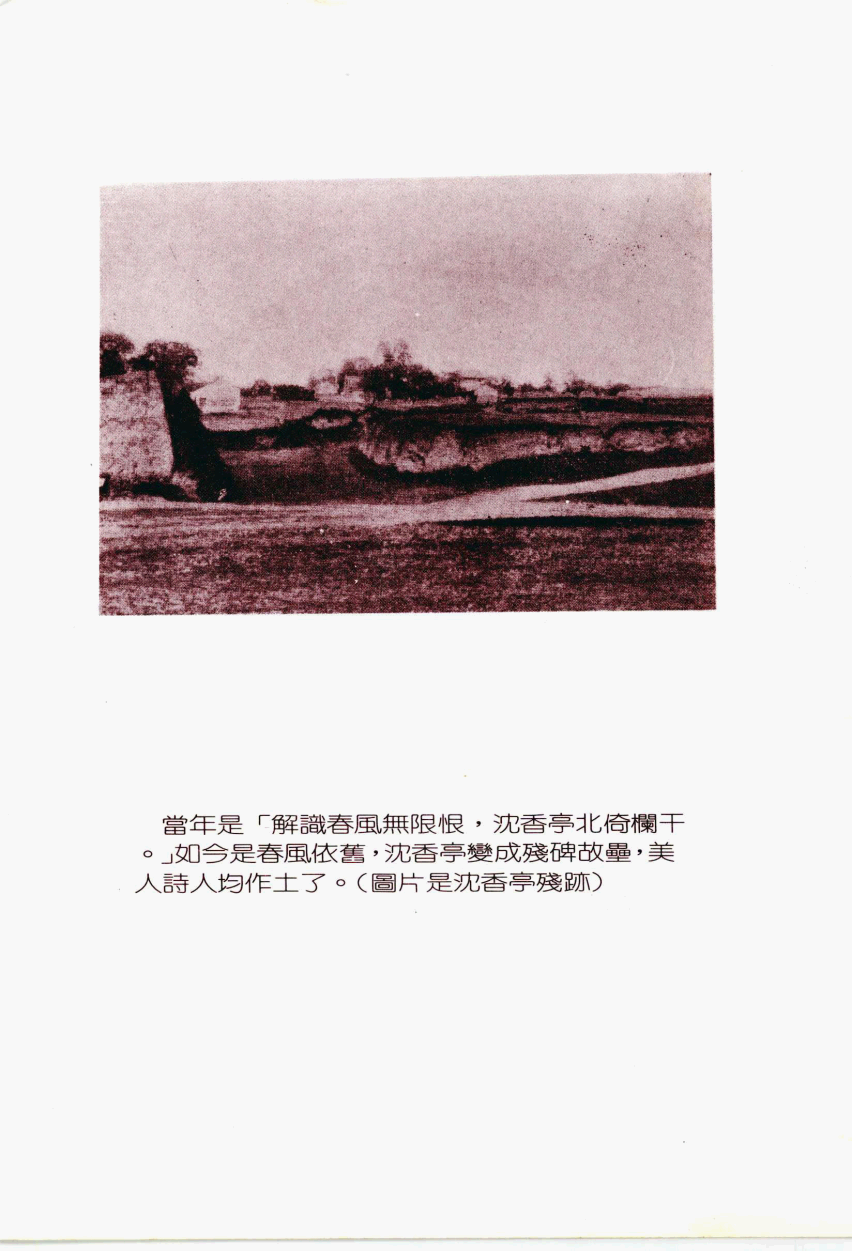 當年是「解識春風無限恨，沈香亭北倚欄干
。」如今是春風依舊，沈香亭變成殘碑故壘，美
人詩人均作土了。（圖片是沈香亭殘跡）